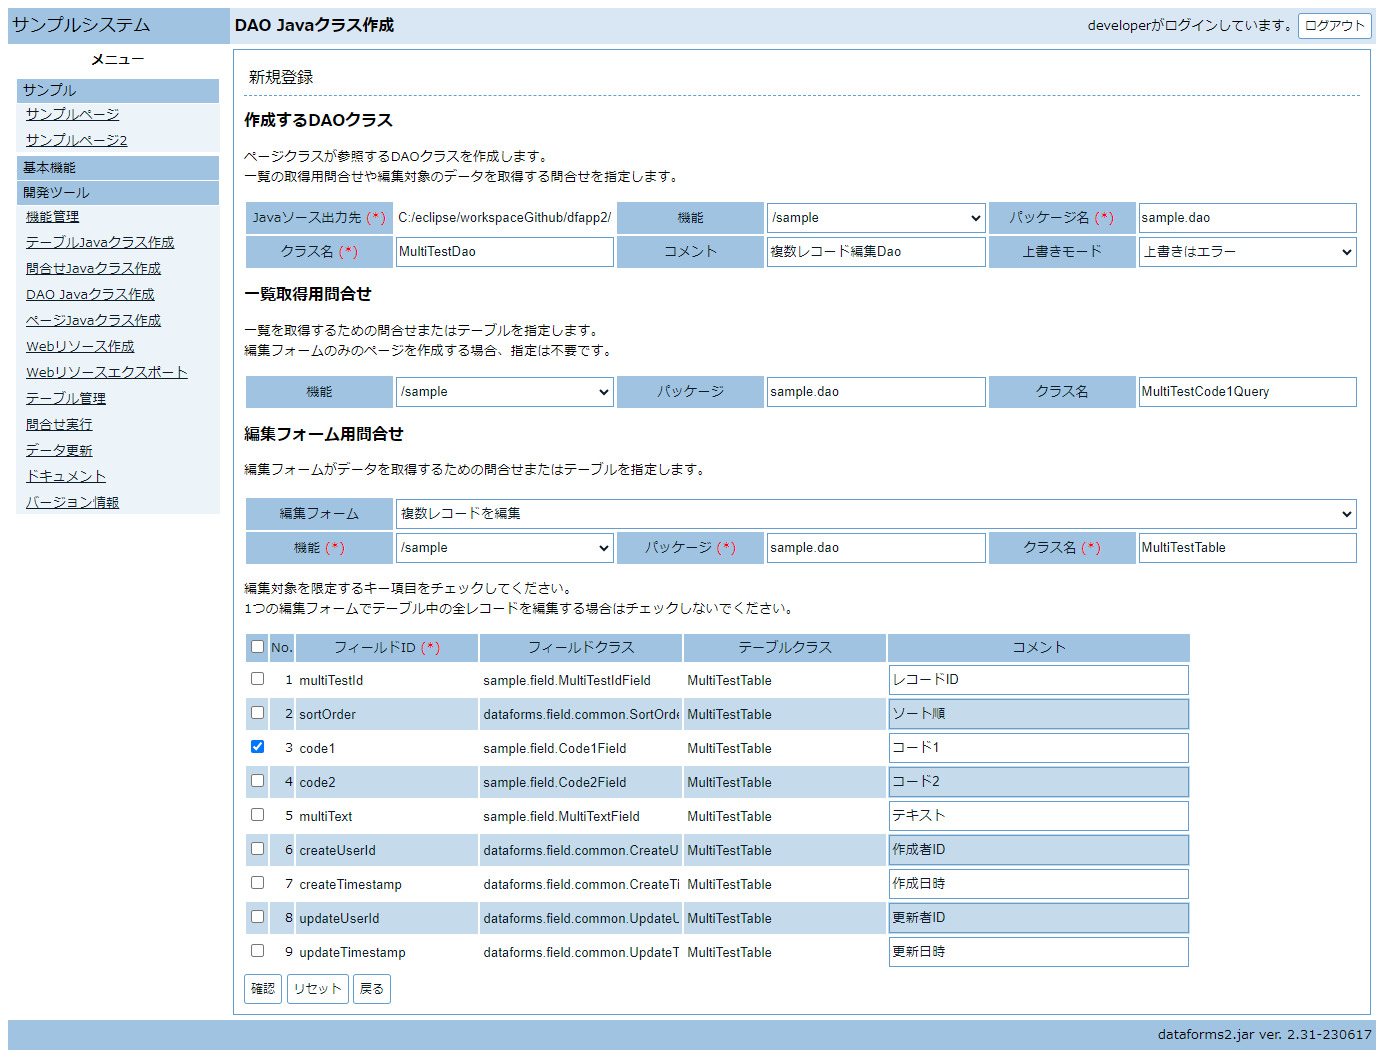 サンプルシステム
DAO Javaクラス作成
developerがログインしています。 ログアウト
メニュー
サンプル
サンプルページ
サンプルページ2
基本機能
開発ツール
機能管理
テーブルJavaクラス作成
問合せJavaクラス作成
DAO Javaクラス作成
ページJavaクラス作成
Webリソース作成
Webリソースエクスポート
テーブル管理
問合せ実行
データ更新
ドキュメント
バージョン情報
新規登録
作成するDAOクラス
ページクラスが参照するDAOクラスを作成します。
一覧の取得用問合せや編集対象のデータを取得する問合せを指定します。
Javaソース出力先 (*) C:/eclipse/workspaceGithub/dfapp2/ 機能 /sample パッケージ名 (*) sample.dao
クラス名 (*) MultiTestDao コメント 複数レコード編集Dao 上書きモード 上書きはエラー
一覧取得用問合せ
一覧を取得するための問合せまたはテーブルを指定します。
編集フォームのみのページを作成する場合、指定は不要です。
機能 /sample パッケージ sample.dao クラス名 MultiTestCode1Query
編集フォーム用問合せ
編集フォームがデータを取得するための問合せまたはテーブルを指定します。
編集フォーム 複数レコードを編集
機能 (*) /sample パッケージ (*) sample.dao クラス名 (*) MultiTestTable
編集対象を限定するキー項目をチェックしてください。
1つの編集フォームでテーブル中の全レコードを編集する場合はチェックしないでください。
No. フィールドID (*) フィールドクラス テーブルクラス コメント
1 multiTestId sample.field.MultiTestIdField MultiTestTable レコードID
2 sortOrder dataforms.field.common.SortOrde MultiTestTable ソート順
3 code1 sample.field.Code1Field MultiTestTable コード1
4 code2 sample.field.Code2Field MultiTestTable コード2
5 multiText sample.field.MultiTextField MultiTestTable テキスト
6 createUserId dataforms.field.common.CreateU MultiTestTable 作成者ID
7 createTimestamp dataforms.field.common.CreateTi MultiTestTable 作成日時
8 updateUserId dataforms.field.common.UpdateU MultiTestTable 更新者ID
9 updateTimestamp dataforms.field.common.UpdateT MultiTestTable 更新日時
確認 リセット 戻る
dataforms2.jar ver. 2.31-230617